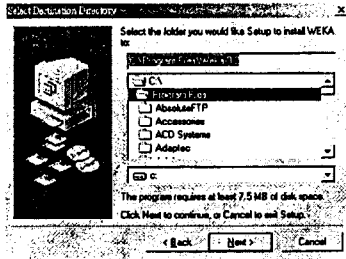 Select Destination Directory
Select the folder you would like Setup to install WEKA
to:
C:\
Program Files
AbsoluteFTP
Accessories
ACD Systems
Adaptec
c:
The program requires at least 7,5 MB of disk space.
Click Next to continue, or Cancel to exit Setup.
< Back
Next >
Cancel